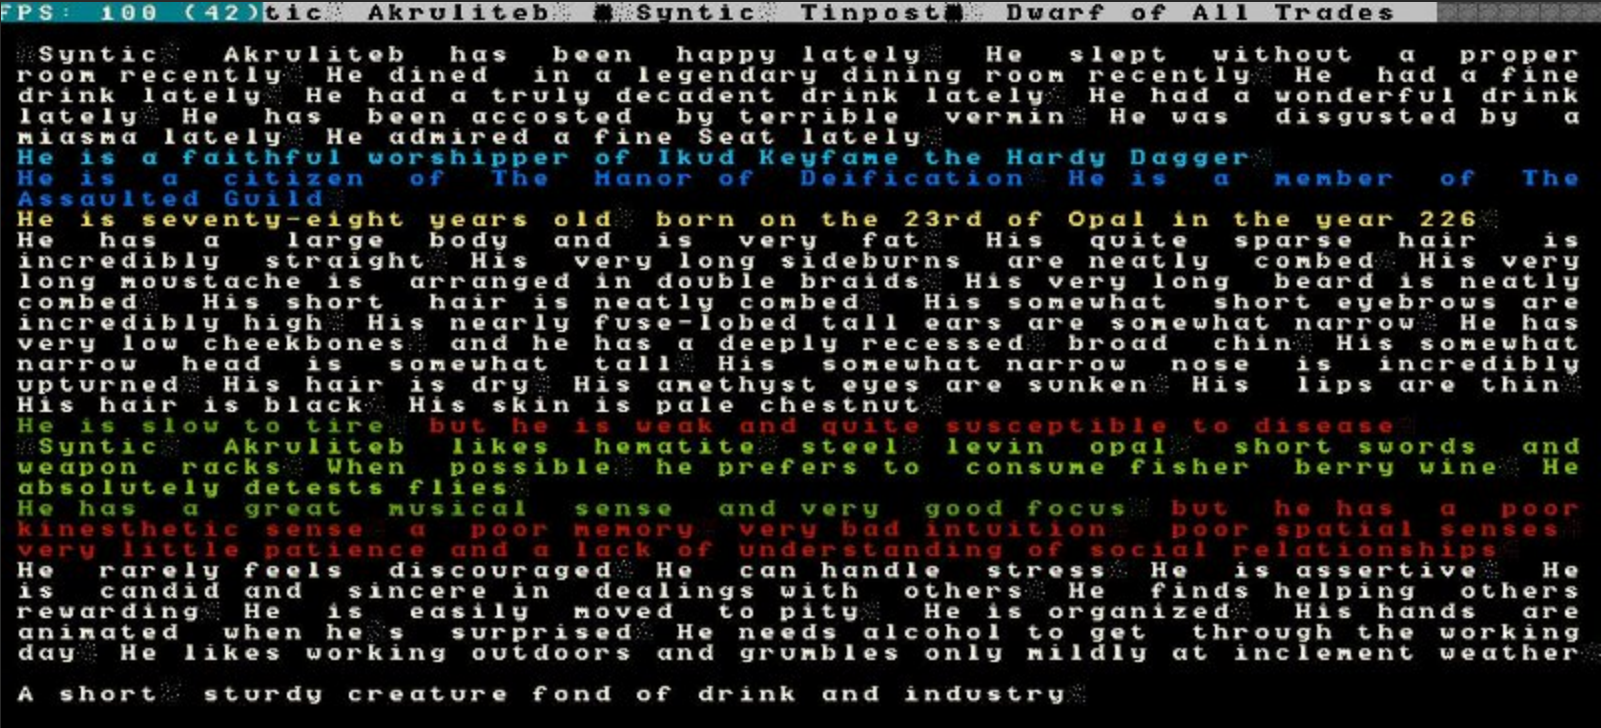 FPS: 100 (42)tic Akruliteb Syntic Tinpost Dwarf of All Trades
Syntic Akruliteb has been happy lately He slept without a proper
room recently He dined in a legendary dining room recently He had a fine
drink lately He had a truly decadent drink lately He had a wonderful drink
lately He has been accosted by terrible vermin He was disgusted by a
miasma lately He admired a fine Seat lately
He is a faithful worshipper of Ikud Keyfame the Hardy Dagger
He is a citizen of The Manor of Deification He is a member of The
Assaulted Guild
He is seventy-eight years old born on the 23rd of Opal in the year 226
He has a large body and is very fat His quite sparse hair is
incredibly straight His very long sideburns are neatly combed His very
long moustache is arranged in double braids His very long beard is neatly
combed His short hair is neatly combed His somewhat short eyebrows are
incredibly high His nearly fuse-lobed tall ears are somewhat narrow He has
very low cheekbones and he has a deeply recessed broad chin His somewhat
narrow head is somewhat tall His somewhat narrow nose is incredibly
upturned His hair is dry His amethyst eyes are sunken His lips are thin
His hair is black His skin is pale chestnut
He is slow to tire but he is weak and quite susceptible to disease
Syntic Akruliteb likes hematite steel levin opal short swords and
weapon racks When possible he prefers to consume fisher berry wine He
absolutely detests flies
He has a great musical sense and very good focus but he has a poor
kinesthetic sense a poor memory very bad intuition poor spatial senses
very little patience and a lack of understanding of social relationships
He rarely feels discouraged He can handle stress He is assertive He
is candid and sincere in dealings with others He finds helping others
rewarding He is easily moved to pity He is organized His hands are
animated when he s surprised He needs alcohol to get through the working
day He likes working outdoors and grumbles only mildly at inclement weather
A short sturdy creature fond of drink and industry